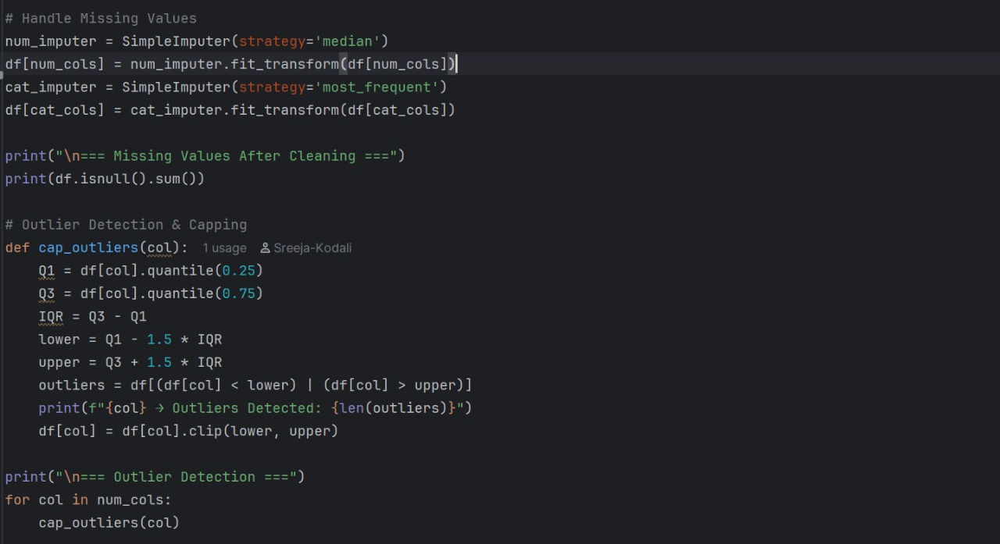 # Handle Missing Values
num_imputer = SimpleImputer(strategy='median')
df[num_cols] = num_imputer.fit_transform(df[num_cols])
cat_imputer = SimpleImputer(strategy='most_frequent')
df[cat_cols] = cat_imputer.fit_transform(df[cat_cols])

print("\n=== Missing Values After Cleaning ===")
print(df.isnull().sum())

# Outlier Detection & Capping
def cap_outliers(col): 1 usage Sreeja-Kodali
    Q1 = df[col].quantile(0.25)
    Q3 = df[col].quantile(0.75)
    IQR = Q3 - Q1
    lower = Q1 - 1.5 * IQR
    upper = Q3 + 1.5 * IQR
    outliers = df[(df[col] < lower) | (df[col] > upper)]
    print(f"{col} → Outliers Detected: {len(outliers)}")
    df[col] = df[col].clip(lower, upper)

print("\n=== Outlier Detection ===")
for col in num_cols:
    cap_outliers(col)